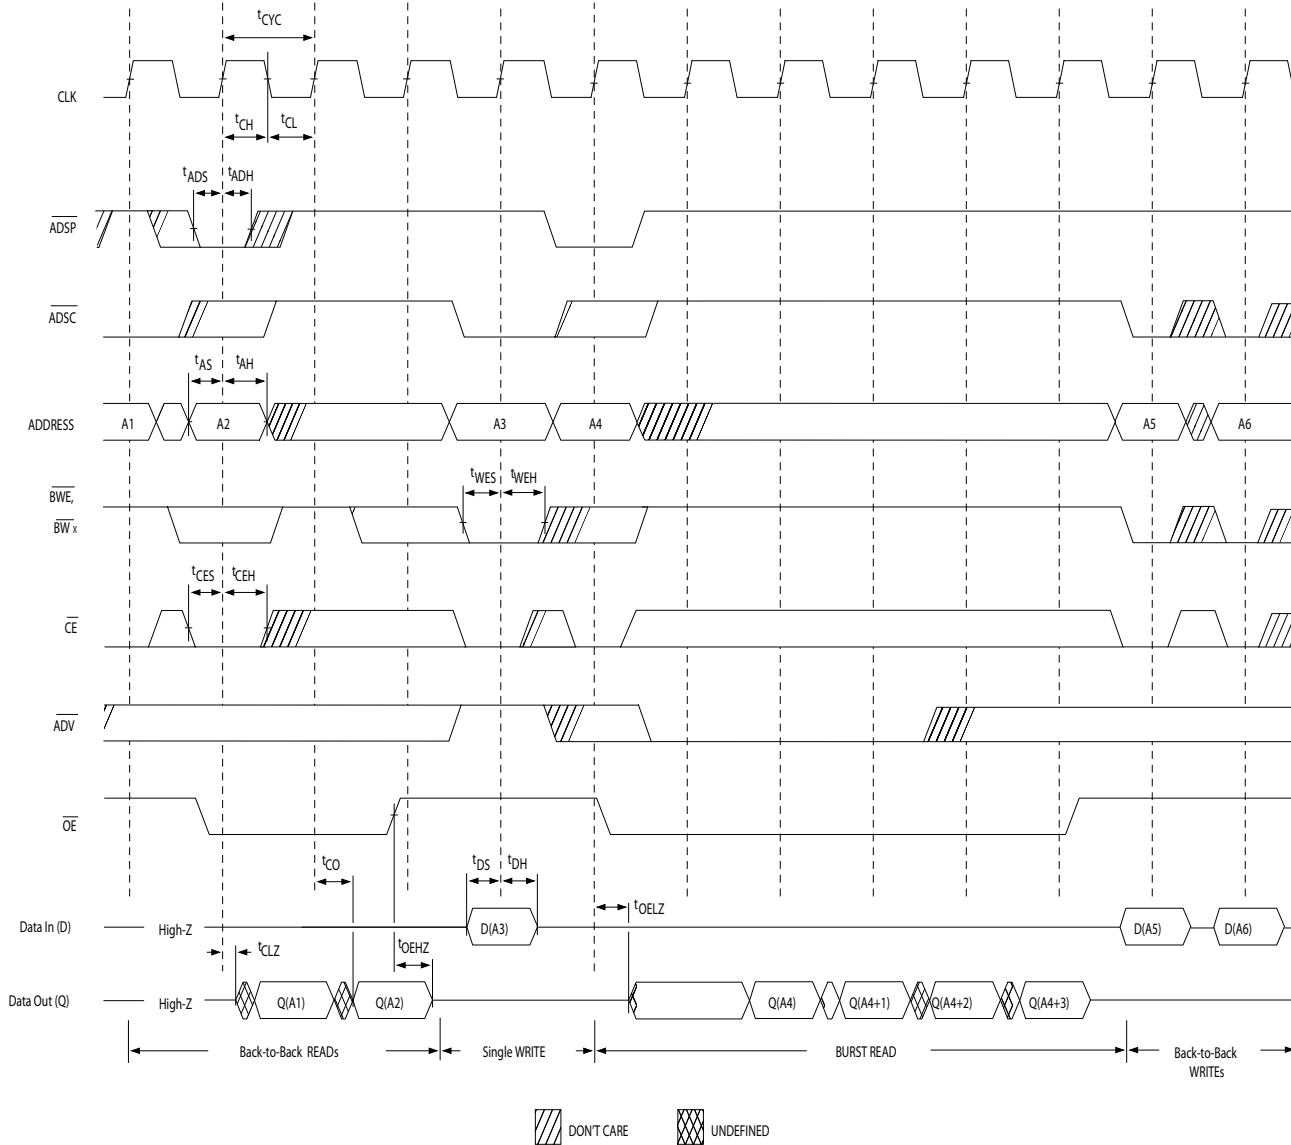 tCYC
CLK
tCH
tCL
tADS
tADH
ADSP
ADSC
tAS
tAH
ADDRESS
A1
A2
A3
A4
A5
A6
tWES
tWEH
BWE,
BW x
tCES
tCEH
CE
ADV
OE
tCO
tDS
tDH
tOELZ
Data In (D)
High-Z
D(A3)
D(A5)
D(A6)
tCLZ
tOEHZ
Data Out (Q)
High-Z
Q(A1)
Q(A2)
Q(A4)
Q(A4+1)
Q(A4+2)
Q(A4+3)
Back-to-Back READs
Single WRITE
BURST READ
Back-to-Back
WRITEs
DON'T CARE
UNDEFINED